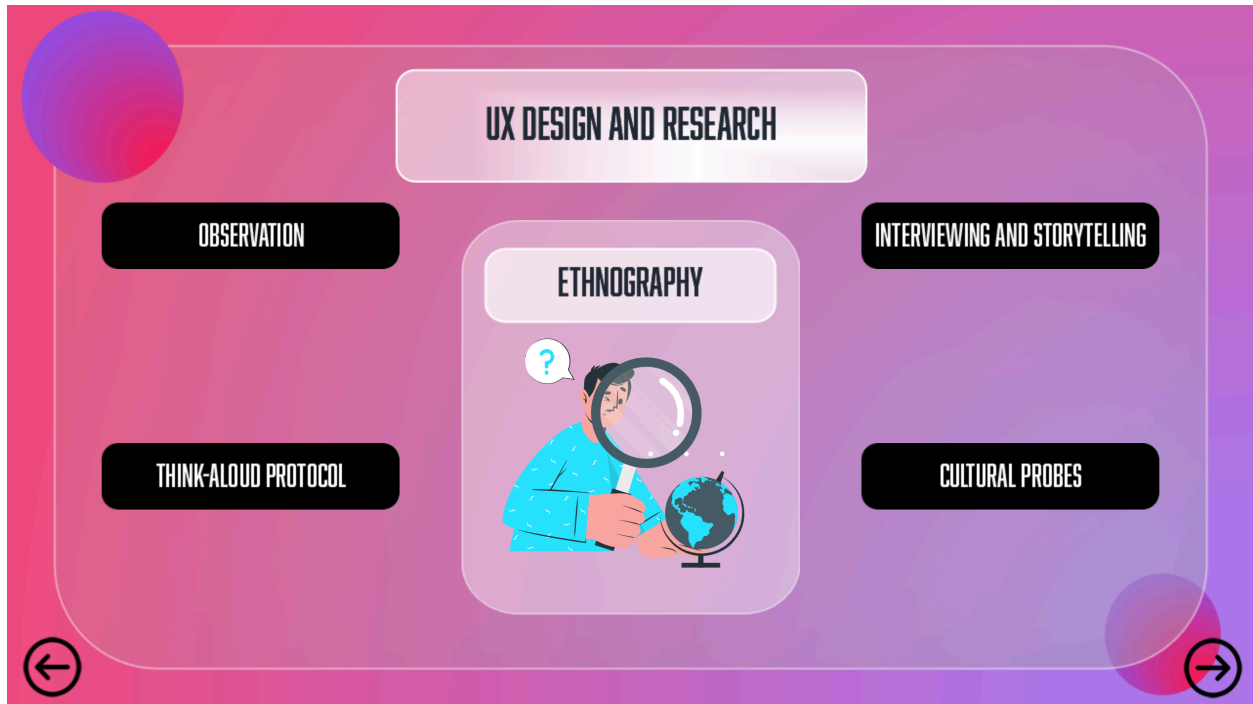 UX DESIGN AND RESEARCH
OBSERVATION
INTERVIEWING AND STORYTELLING
ETHNOGRAPHY
?
THINK-ALOUD PROTOCOL
CULTURAL PROBES